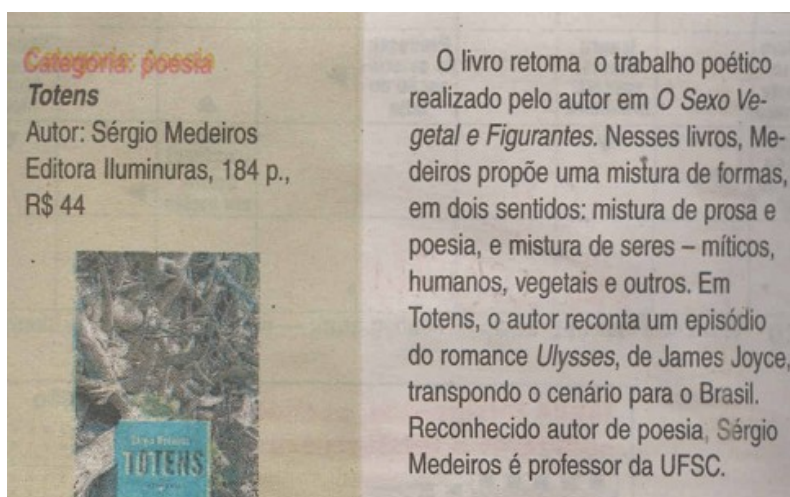 Categoria: poesia
Totens
Autor: Sérgio Medeiros
Editora Iluminuras, 184 p.,
R$ 44
Sérgio Medeiros
TOTENS
O livro retoma o trabalho poético
realizado pelo autor em O Sexo Ve-
getal e Figurantes. Nesses livros, Me-
deiros propõe uma mistura de formas,
em dois sentidos: mistura de prosa e
poesia, e mistura de seres – míticos,
humanos, vegetais e outros. Em
Totens, o autor reconta um episódio
do romance Ulysses, de James Joyce,
transpondo o cenário para o Brasil.
Reconhecido autor de poesia, Sérgio
Medeiros é professor da UFSC.